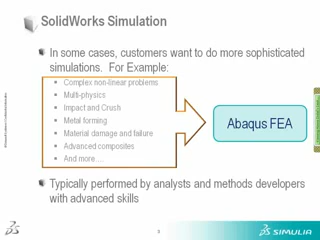 SolidWorks Simulation
In some cases, customers want to do more sophisticated
simulations. For Example:
Complex non-linear problems
Multi-physics
Impact and Crush
Metal forming
Material damage and failure
Advanced composites
And more …
Abaqus FEA
Typically performed by analysts and methods developers
with advanced skills
SIMULIA